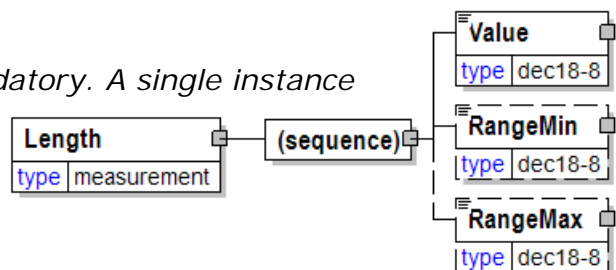 Value
type dec18-8
datory. A single instance
Length
type measurement
(sequence)
RangeMin
type dec18-8
RangeMax
type dec18-8